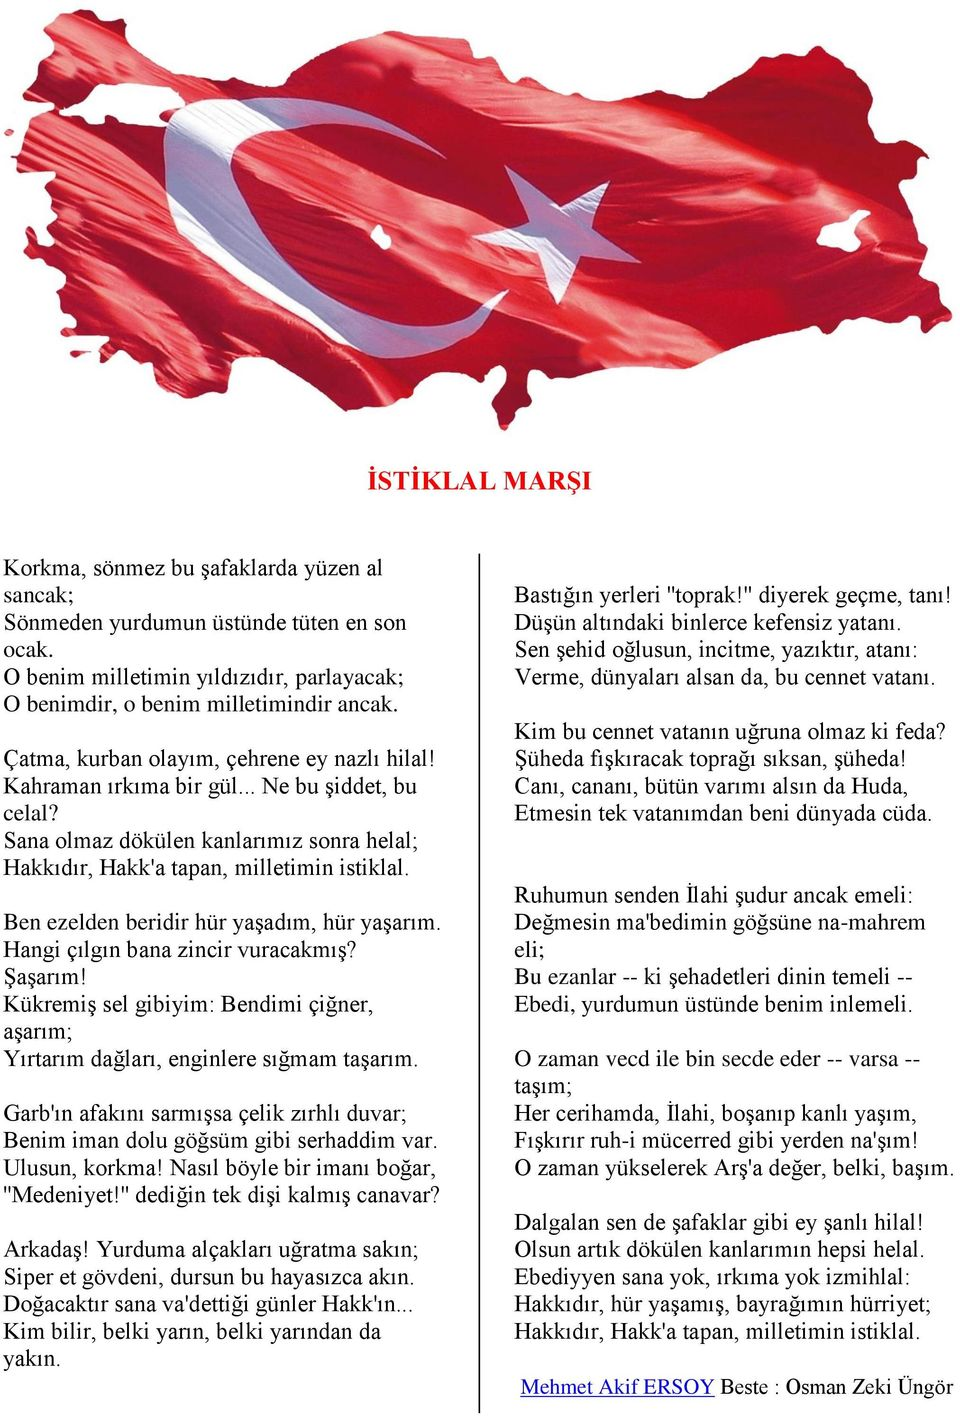 İSTİKLAL MARŞI
Korkma, sönmez bu şafaklarda yüzen al
sancak;
Sönmeden yurdumun üstünde tüten en son
ocak.
O benim milletimin yıldızıdır, parlayacak;
O benimdir, o benim milletimindir ancak.
Çatma, kurban olayım, çehrene ey nazlı hilal!
Kahraman ırkıma bir gül... Ne bu şiddet, bu
celal?
Sana olmaz dökülen kanlarımız sonra helal;
Hakkıdır, Hakk'a tapan, milletimin istiklal.
Ben ezelden beridir hür yaşadım, hür yaşarım.
Hangi çılgın bana zincir vuracakmış?
Şaşarım!
Kükremiş sel gibiyim: Bendimi çiğner,
aşarım;
Yırtarım dağları, enginlere sığmam taşarım.
Garb'ın afakını sarmışsa çelik zırhlı duvar;
Benim iman dolu göğsüm gibi serhaddim var.
Ulusun, korkma! Nasıl böyle bir imanı boğar,
"Medeniyet!" dediğin tek dişi kalmış canavar?
Arkadaş! Yurduma alçakları uğratma sakın;
Siper et gövdeni, dursun bu hayasızca akın.
Doğacaktır sana va'dettiği günler Hakk'ın...
Kim bilir, belki yarın, belki yarından da
yakın.
Bastığın yerleri "toprak!" diyerek geçme, tanı!
Düşün altındaki binlerce kefensiz yatanı.
Sen şehid oğlusun, incitme, yazıktır, atanı:
Verme, dünyaları alsan da, bu cennet vatanı.
Kim bu cennet vatanın uğruna olmaz ki feda?
Şüheda fışkıracak toprağı sıksan, şüheda!
Canı, cananı, bütün varımı alsın da Huda,
Etmesin tek vatanımdan beni dünyada cüda.
Ruhumun senden İlahi şudur ancak emeli:
Değmesin ma'bedimin göğsüne na-mahrem
eli;
Bu ezanlar -- ki şehadetleri dinin temeli --
Ebedi, yurdumun üstünde benim inlemeli.
O zaman vecd ile bin secde eder -- varsa --
taşım;
Her cerihamda, İlahi, boşanıp kanlı yaşım,
Fışkırır ruh-i mücerred gibi yerden na'şım!
O zaman yükselerek Arş'a değer, belki, başım.
Dalgalan sen de şafaklar gibi ey şanlı hilal!
Olsun artık dökülen kanlarımın hepsi helal.
Ebediyyen sana yok, ırkıma yok izmihlal:
Hakkıdır, hür yaşamış, bayrağımın hürriyet;
Hakkıdır, Hakk'a tapan, milletimin istiklal.
Mehmet Akif ERSOY Beste : Osman Zeki Üngör